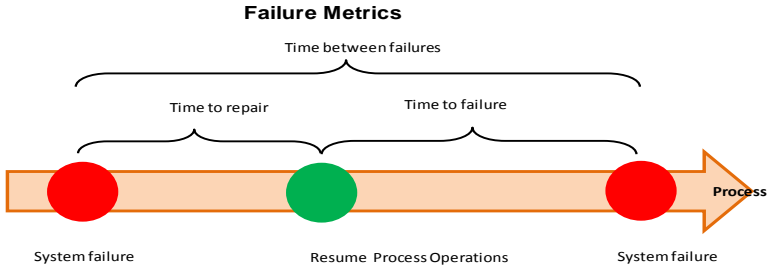 Failure Metrics
Time between failures
Time to repair
Time to failure
Process
System failure
Resume Process Operations
System failure